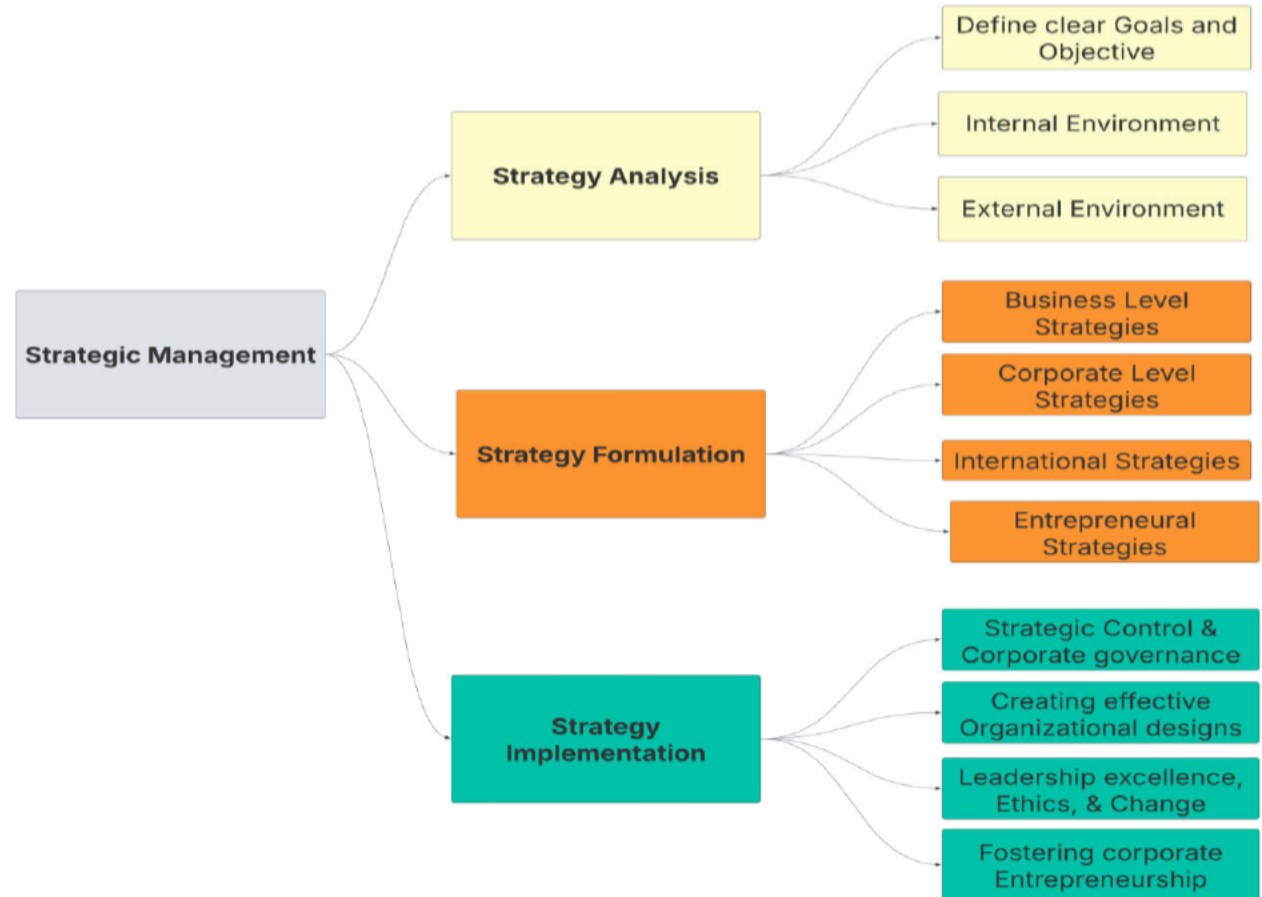 Strategic Management
Strategy Analysis
Define clear Goals and
Objective
Internal Environment
External Environment
Strategy Formulation
Business Level
Strategies
Corporate Level
Strategies
International Strategies
Entrepreneural
Strategies
Strategy
Implementation
Strategic Control &
Corporate governance
Creating effective
Organizational designs
Leadership excellence,
Ethics, & Change
Fostering corporate
Entrepreneurship